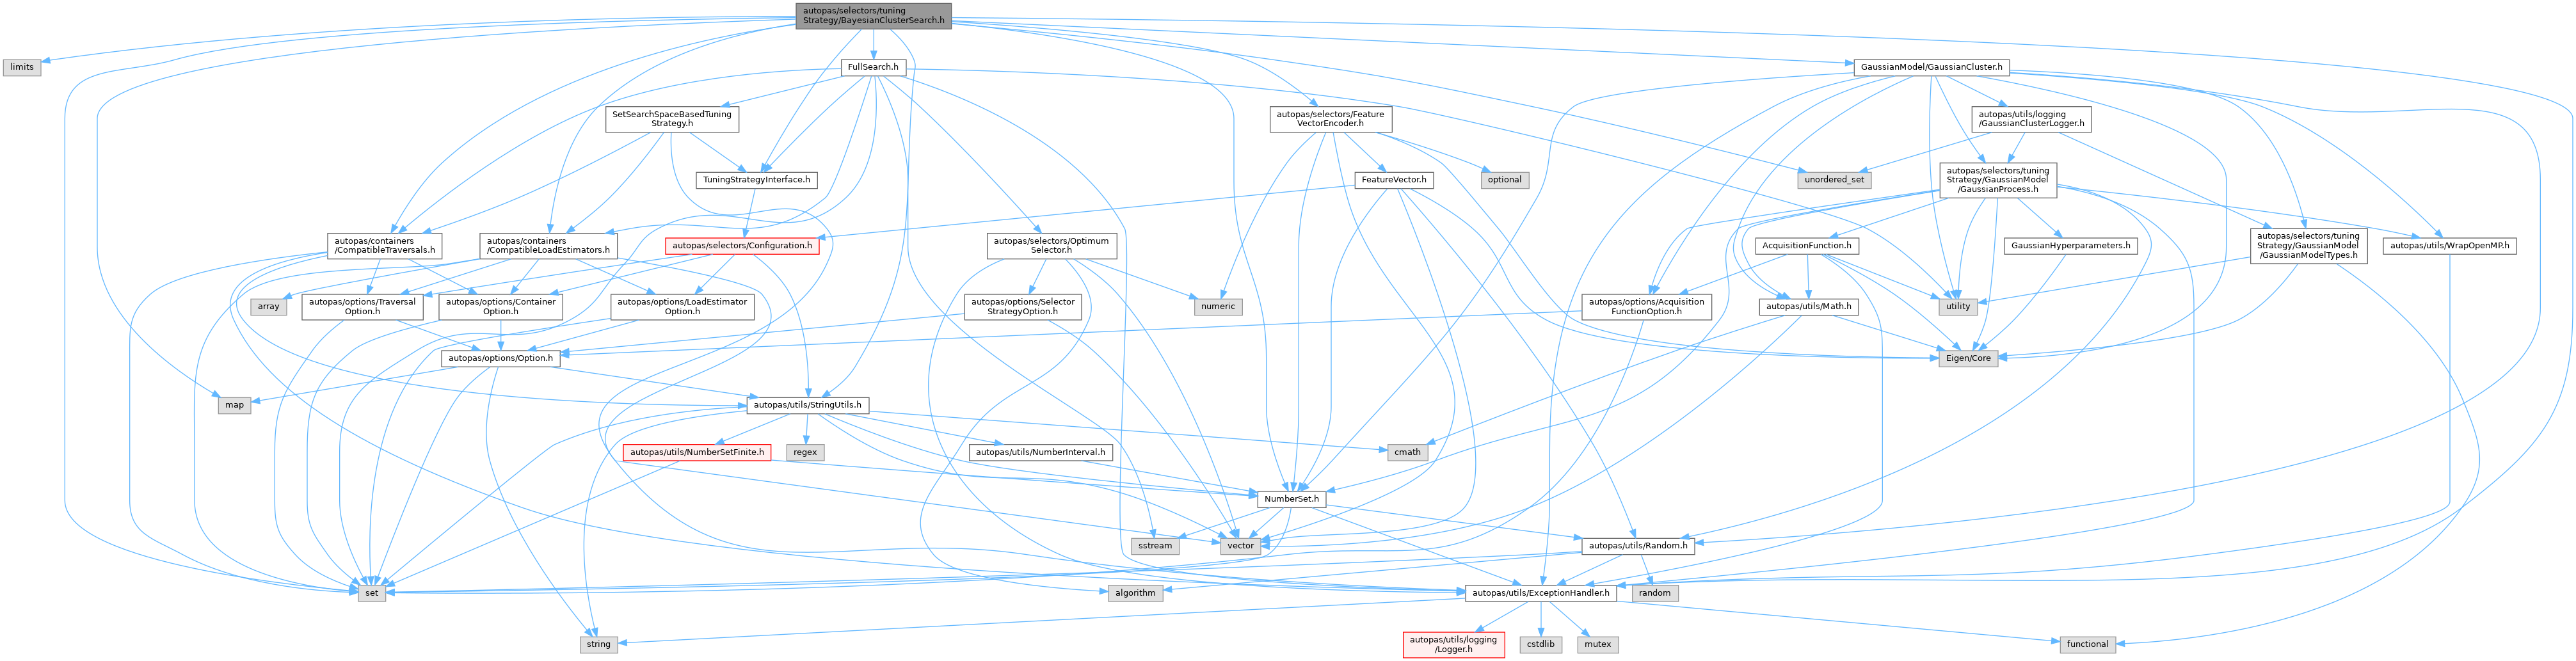 autopas/selectors/tuning
Strategy/BayesianClusterSearch.h
limits
FullSearch.h
GaussianModel/GaussianCluster.h
SetSearchSpaceBasedTuning
Strategy.h
autopas/selectors/Feature
VectorEncoder.h
autopas/utils/logging
/GaussianClusterLogger.h
TuningStrategyInterface.h
FeatureVector.h
optional
unordered_set
autopas/selectors/tuning
Strategy/GaussianModel
/GaussianProcess.h
autopas/containers
/CompatibleTraversals.h
autopas/containers
/CompatibleLoadEstimators.h
autopas/selectors/Configuration.h
autopas/selectors/Optimum
Selector.h
AcquisitionFunction.h
GaussianHyperparameters.h
autopas/selectors/tuning
Strategy/GaussianModel
/GaussianModelTypes.h
autopas/utils/WrapOpenMP.h
array
autopas/options/Traversal
Option.h
autopas/options/Container
Option.h
autopas/options/LoadEstimator
Option.h
autopas/options/Selector
StrategyOption.h
numeric
autopas/options/Acquisition
FunctionOption.h
autopas/utils/Math.h
utility
autopas/options/Option.h
Eigen/Core
map
autopas/utils/StringUtils.h
autopas/utils/NumberSetFinite.h
regex
autopas/utils/NumberInterval.h
cmath
NumberSet.h
sstream
vector
autopas/utils/Random.h
set
algorithm
autopas/utils/ExceptionHandler.h
random
string
autopas/utils/logging
/Logger.h
cstdlib
mutex
functional